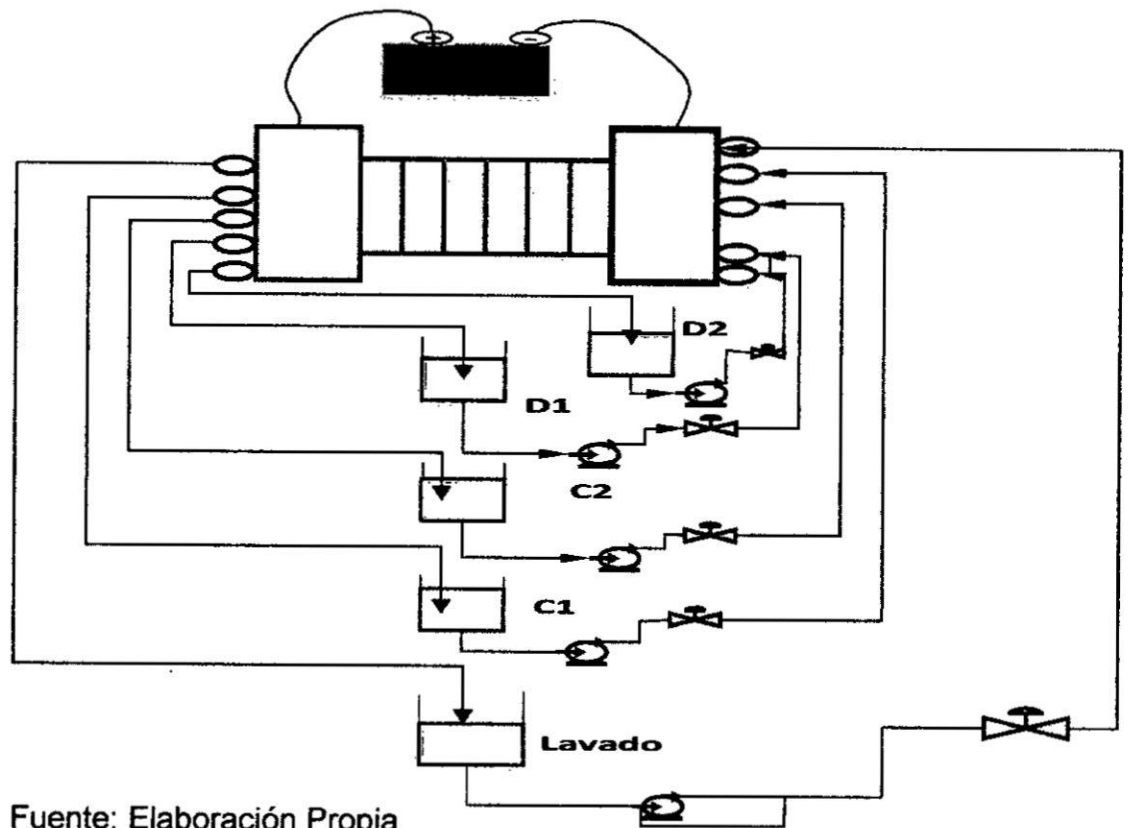 +
-
D2
D1
C2
C1
Lavado
Fuente: Elaboración Propia